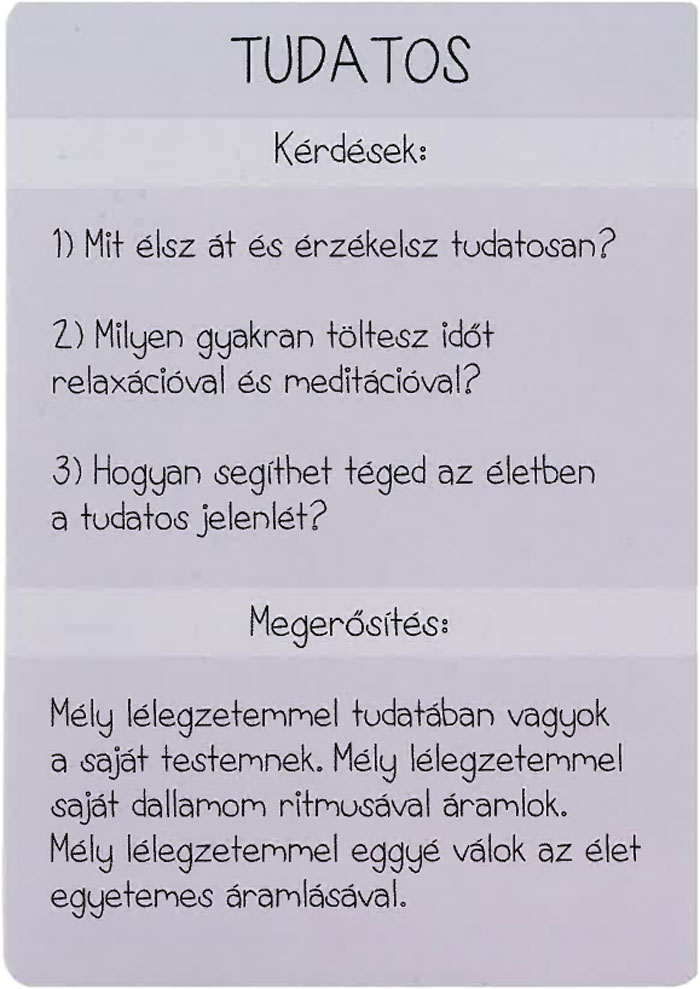 TUDATOS
Kérdések:
1) Mit élsz át és érzékelsz tudatosan?
2) Milyen gyakran töltesz időt
relaxációval és meditációval?
3) Hogyan segíthet téged az életben
a tudatos jelenlét?
Megerősítés:
Mély lélegzetemmel tudatában vagyok
a saját testemnek. Mély lélegzetemmel
saját dallamom ritmusával áramlok.
Mély lélegzetemmel eggyé válok az élet
egyetemes áramlásával.